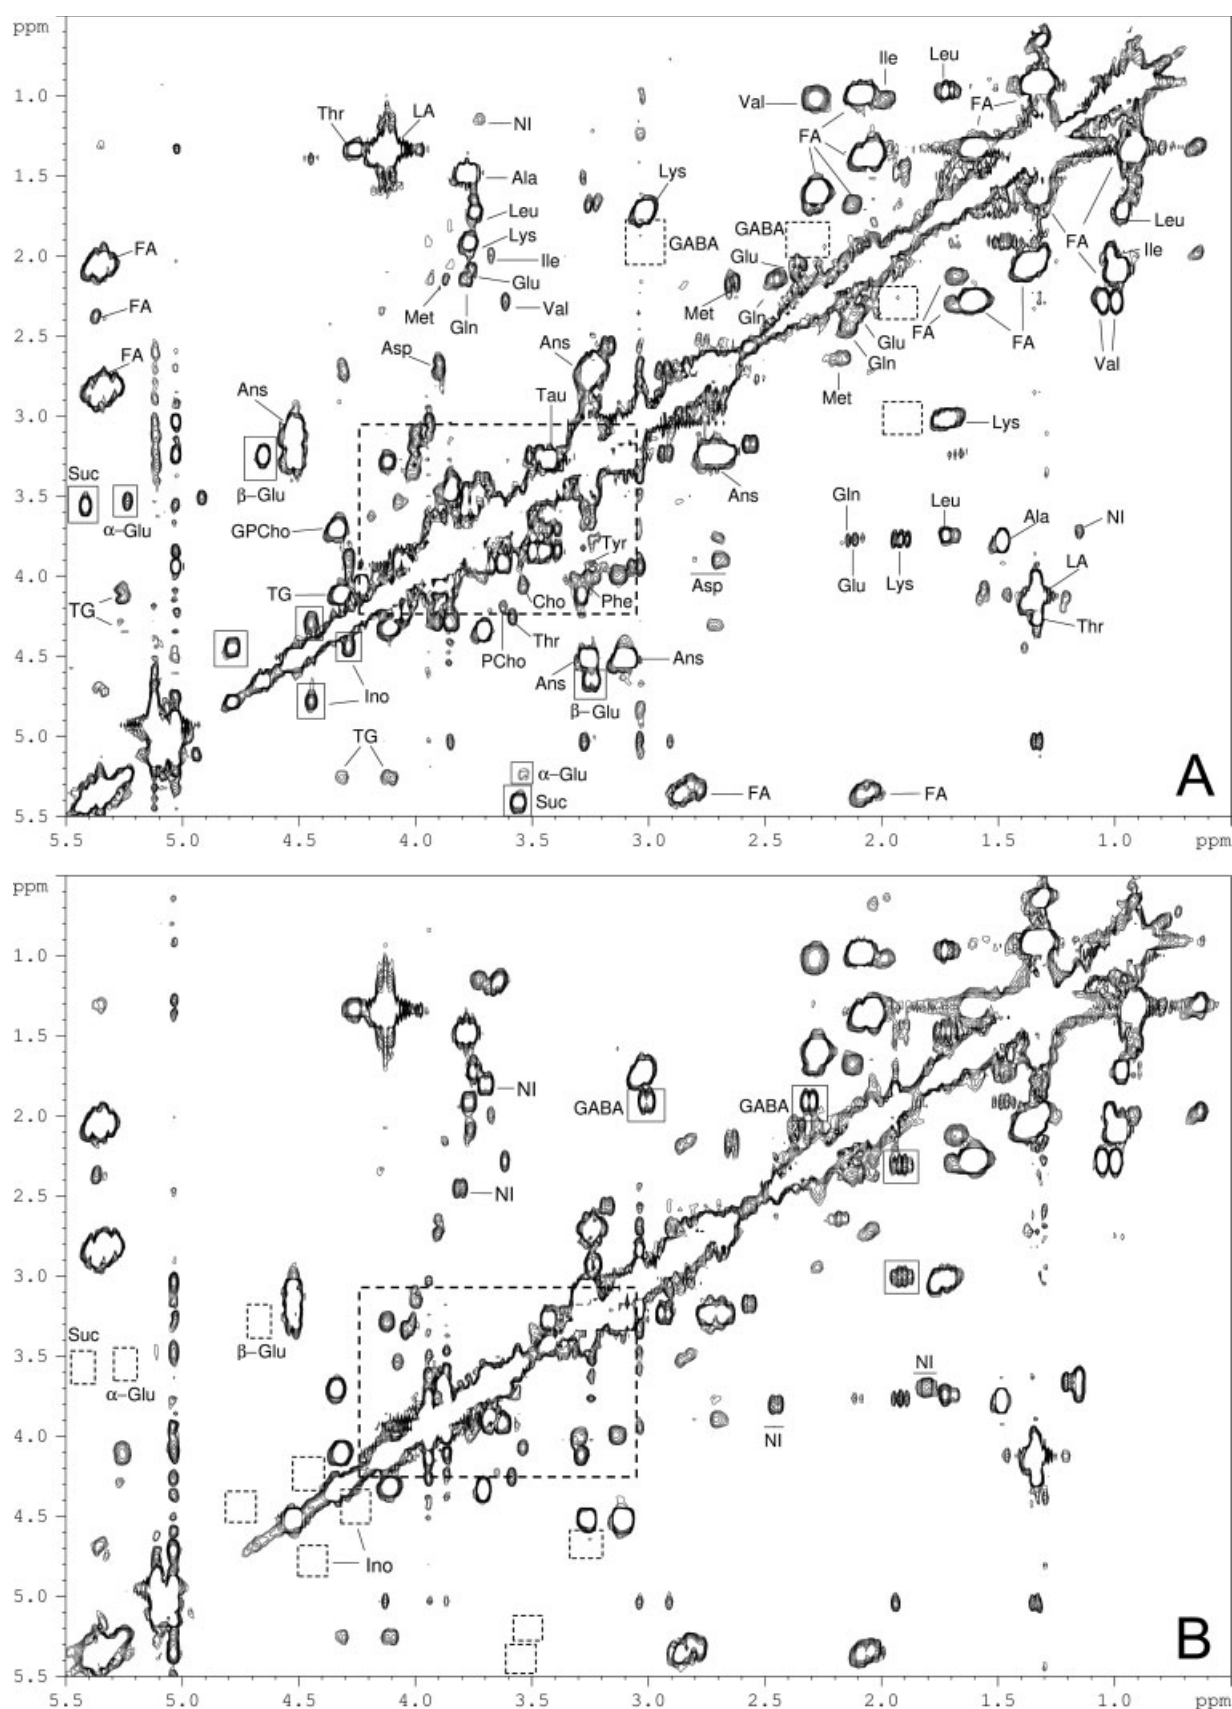 ppm
1.0
1.5
2.0
2.5
3.0
3.5
4.0
4.5
5.0
5.5
Ile
Leu
Val
FA
FA
Thr
LA
NI
Ala
Leu
Lys
Ile
Glu
Met
Gln
Val
Lys
GABA
GABA
Glu
Met
Gln
FA
FA
FA
Leu
Ile
FA
Glu
Gln
FA
FA
Val
Met
Asp
Ans
Tau
Ans
Suc
β-Glu
α-Glu
GPCho
TG
TG
Lys
Ans
Gln
Leu
Ala
NI
Glu
Lys
LA
Thr
Asp
Tyr
Cho
Phe
Thr
PCho
Ino
Ans
Ans
β-Glu
TG
α-Glu
Suc
FA
FA
A
5.5 5.0 4.5 4.0 3.5 3.0 2.5 2.0 1.5 1.0 ppm
ppm
1.0
1.5
2.0
2.5
3.0
3.5
4.0
4.5
5.0
5.5
NI
GABA
GABA
NI
Suc
β-Glu
α-Glu
NI
NI
Ino
B
5.5 5.0 4.5 4.0 3.5 3.0 2.5 2.0 1.5 1.0 ppm